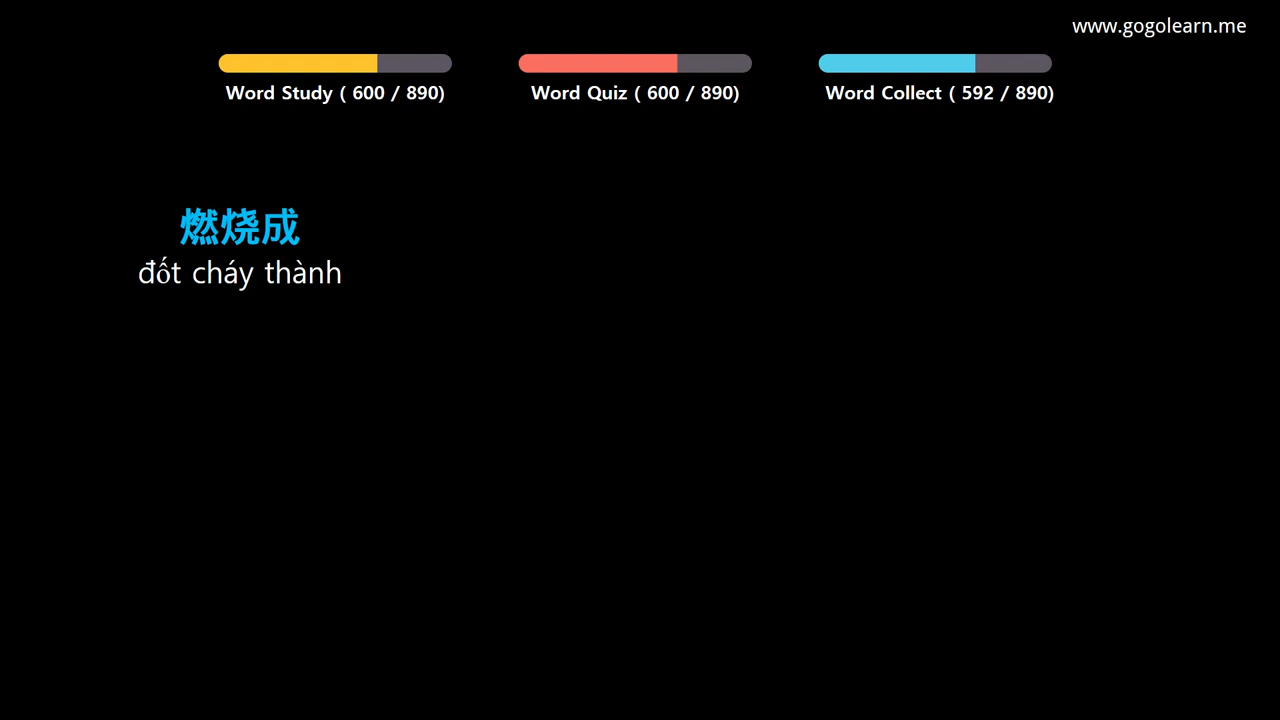 www.gogolearn.me
Word Study ( 600 / 890)
Word Quiz ( 600 / 890)
Word Collect ( 592 / 890)
燃烧成
đốt cháy thành